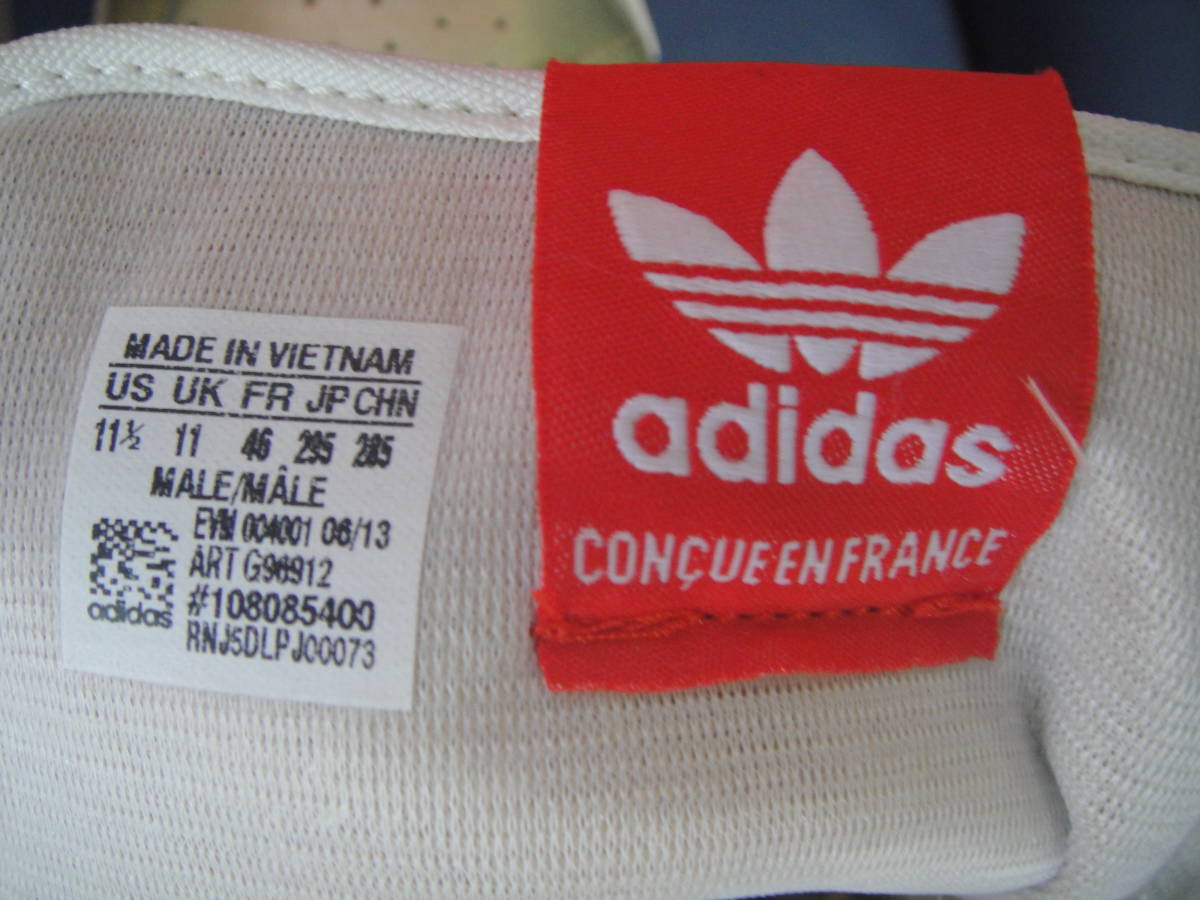 MADE IN VIETNAM
US UK FR JP CHN
11½ 11 46 295 285
MALE/MÂLE
EVM 004001 06/13
ART G96912
#108085400
RNJ5DLPJ00073
adidas
adidas
CONÇUE EN FRANCE